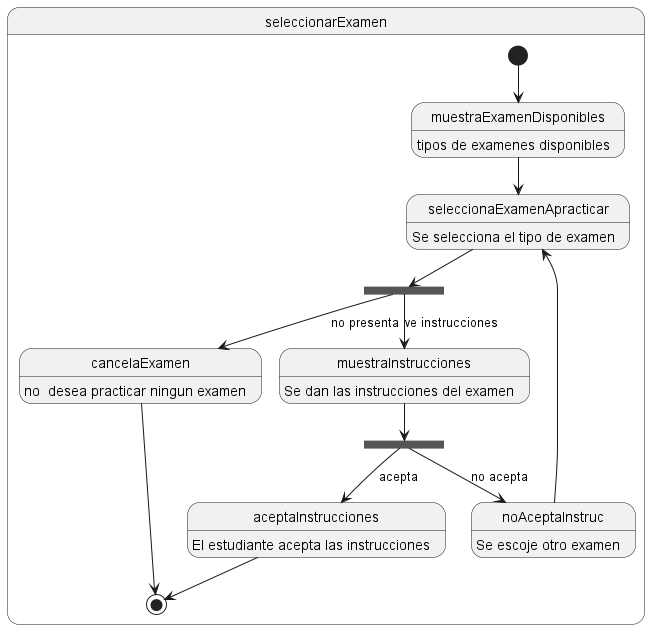 seleccionarExamen
muestraExamenDisponibles
tipos de examenes disponibles
seleccionaExamenApracticar
Se selecciona el tipo de examen
no presenta
ve instrucciones
cancelaExamen
no  desea practicar ningun examen
muestraInstrucciones
Se dan las instrucciones del examen
acepta
no acepta
aceptaInstrucciones
El estudiante acepta las instrucciones
noAceptaInstruc
Se escoje otro examen